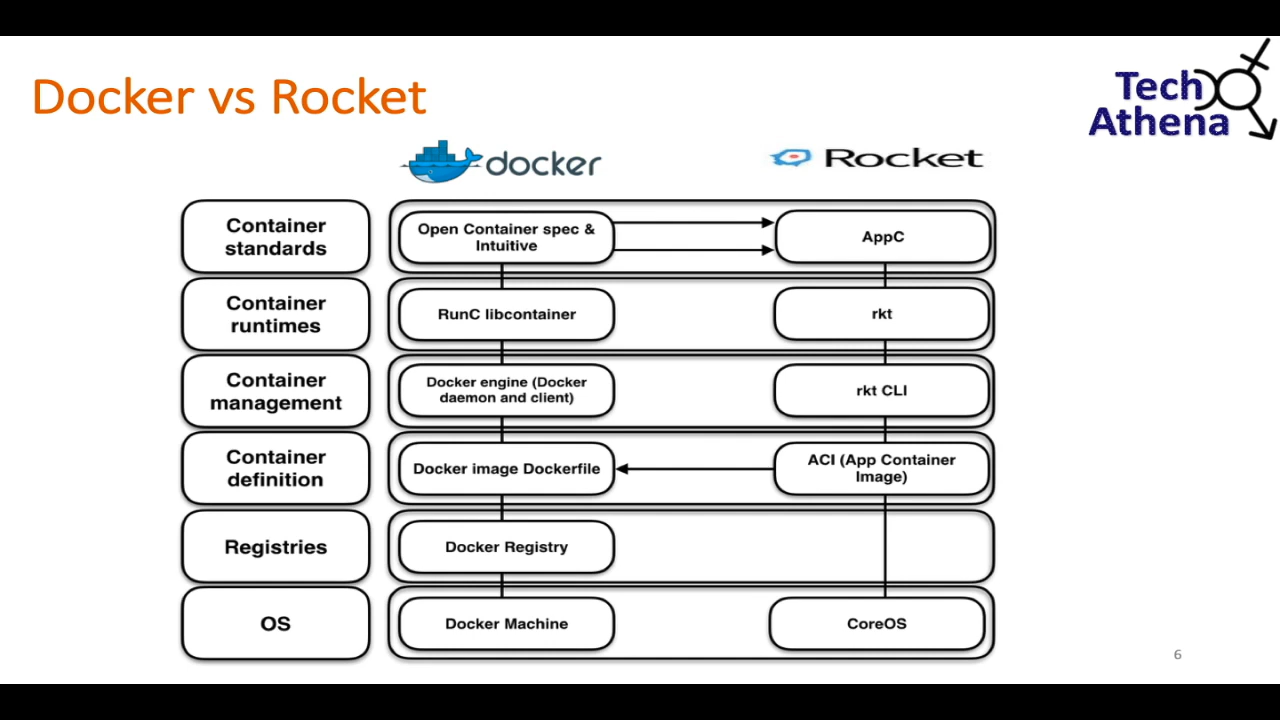 Docker vs Rocket
Tech
Athena
docker
Rocket
Container
standards
Open Container spec &
Intuitive
AppC
Container
runtimes
RunC libcontainer
rkt
Container
management
Docker engine (Docker
daemon and client)
rkt CLI
Container
definition
Docker image Dockerfile
ACI (App Container
Image)
Registries
Docker Registry
OS
Docker Machine
CoreOS
6